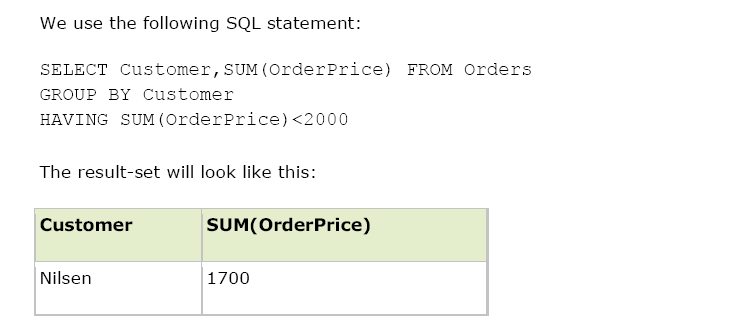 We use the following SQL statement:
SELECT Customer,SUM(OrderPrice) FROM Orders
GROUP BY Customer
HAVING SUM(OrderPrice)<2000
The result-set will look like this:
Customer SUM(OrderPrice)
Nilsen 1700